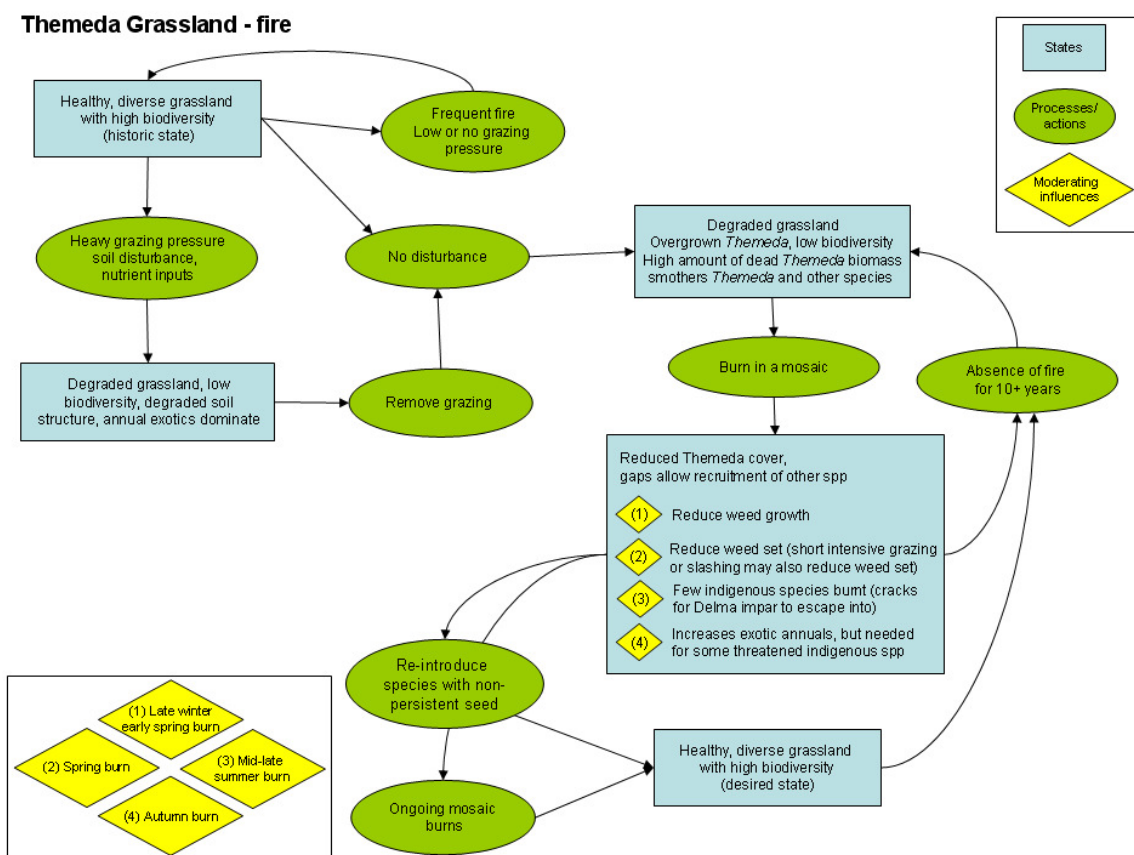 Themeda Grassland - fire
States
Processes/
actions
Moderating
influences
Healthy, diverse grassland
with high biodiversity
(historic state)
Frequent fire
Low or no grazing
pressure
Heavy grazing pressure
soil disturbance,
nutrient inputs
No disturbance
Degraded grassland
Overgrown Themeda, low biodiversity
High amount of dead Themeda biomass
smothers Themeda and other species
Degraded grassland, low
biodiversity, degraded soil
structure, annual exotics dominate
Remove grazing
Burn in a mosaic
Absence of fire
for 10+ years
Reduced Themeda cover,
gaps allow recruitment of other spp
(1) Reduce weed growth
(2) Reduce weed set (short intensive grazing
or slashing may also reduce weed set)
(3) Few indigenous species burnt (cracks
for Delma impar to escape into)
(4) Increases exotic annuals, but needed
for some threatened indigenous spp
Re-introduce
species with non-
persistent seed
Ongoing mosaic
burns
Healthy, diverse grassland
with high biodiversity
(desired state)
(1) Late winter
early spring burn
(2) Spring burn
(3) Mid-late
summer burn
(4) Autumn burn